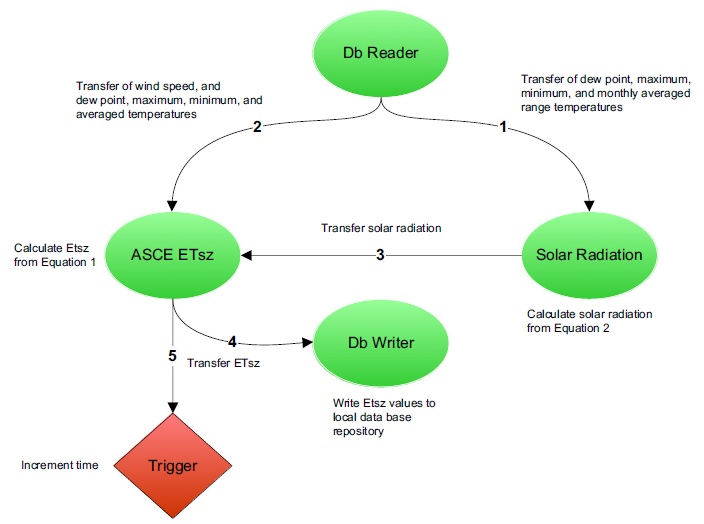 Db Reader
Transfer of wind speed, and
dew point, maximum, minimum, and
averaged temperatures
Transfer of dew point, maximum,
minimum, and monthly averaged
range temperatures
2
1
Transfer solar radiation
Calculate Etsz
from Equation 1
ASCE ETsz
3
Solar Radiation
Calculate solar radiation
from Equation 2
4
Db Writer
5
Transfer ETsz
Write Etsz values to
local data base
repository
Increment time
Trigger